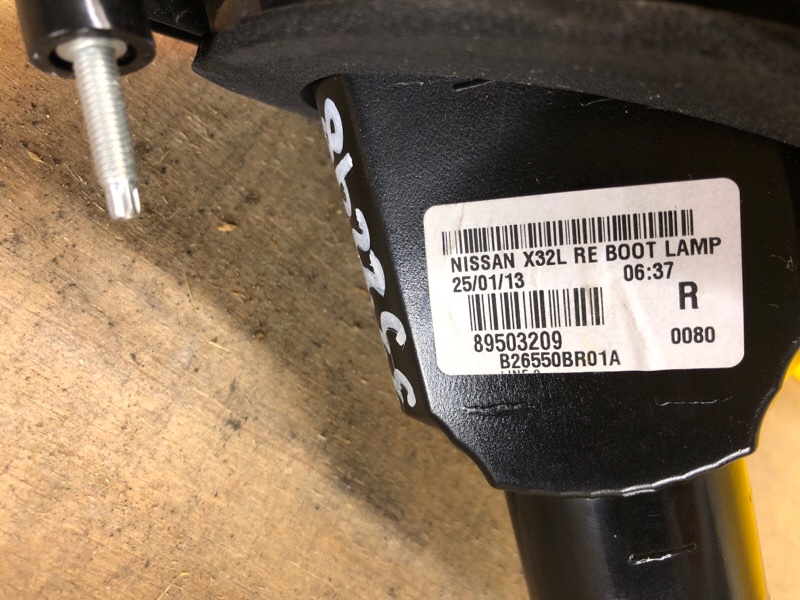 NISSAN X32L RE BOOT LAMP
25/01/13 06:37
R
89503209 0080
B26550BR01A